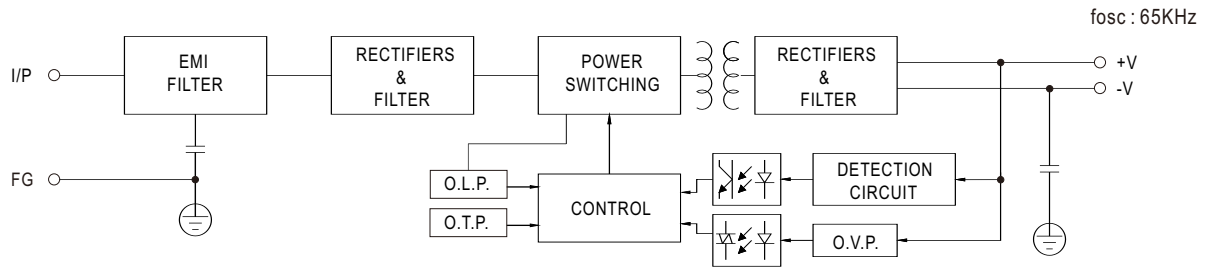 fosc : 65KHz
I/P
EMI
FILTER
RECTIFIERS
&
FILTER
POWER
SWITCHING
RECTIFIERS
&
FILTER
+V
-V
FG
O.L.P.
O.T.P.
CONTROL
DETECTION
CIRCUIT
O.V.P.